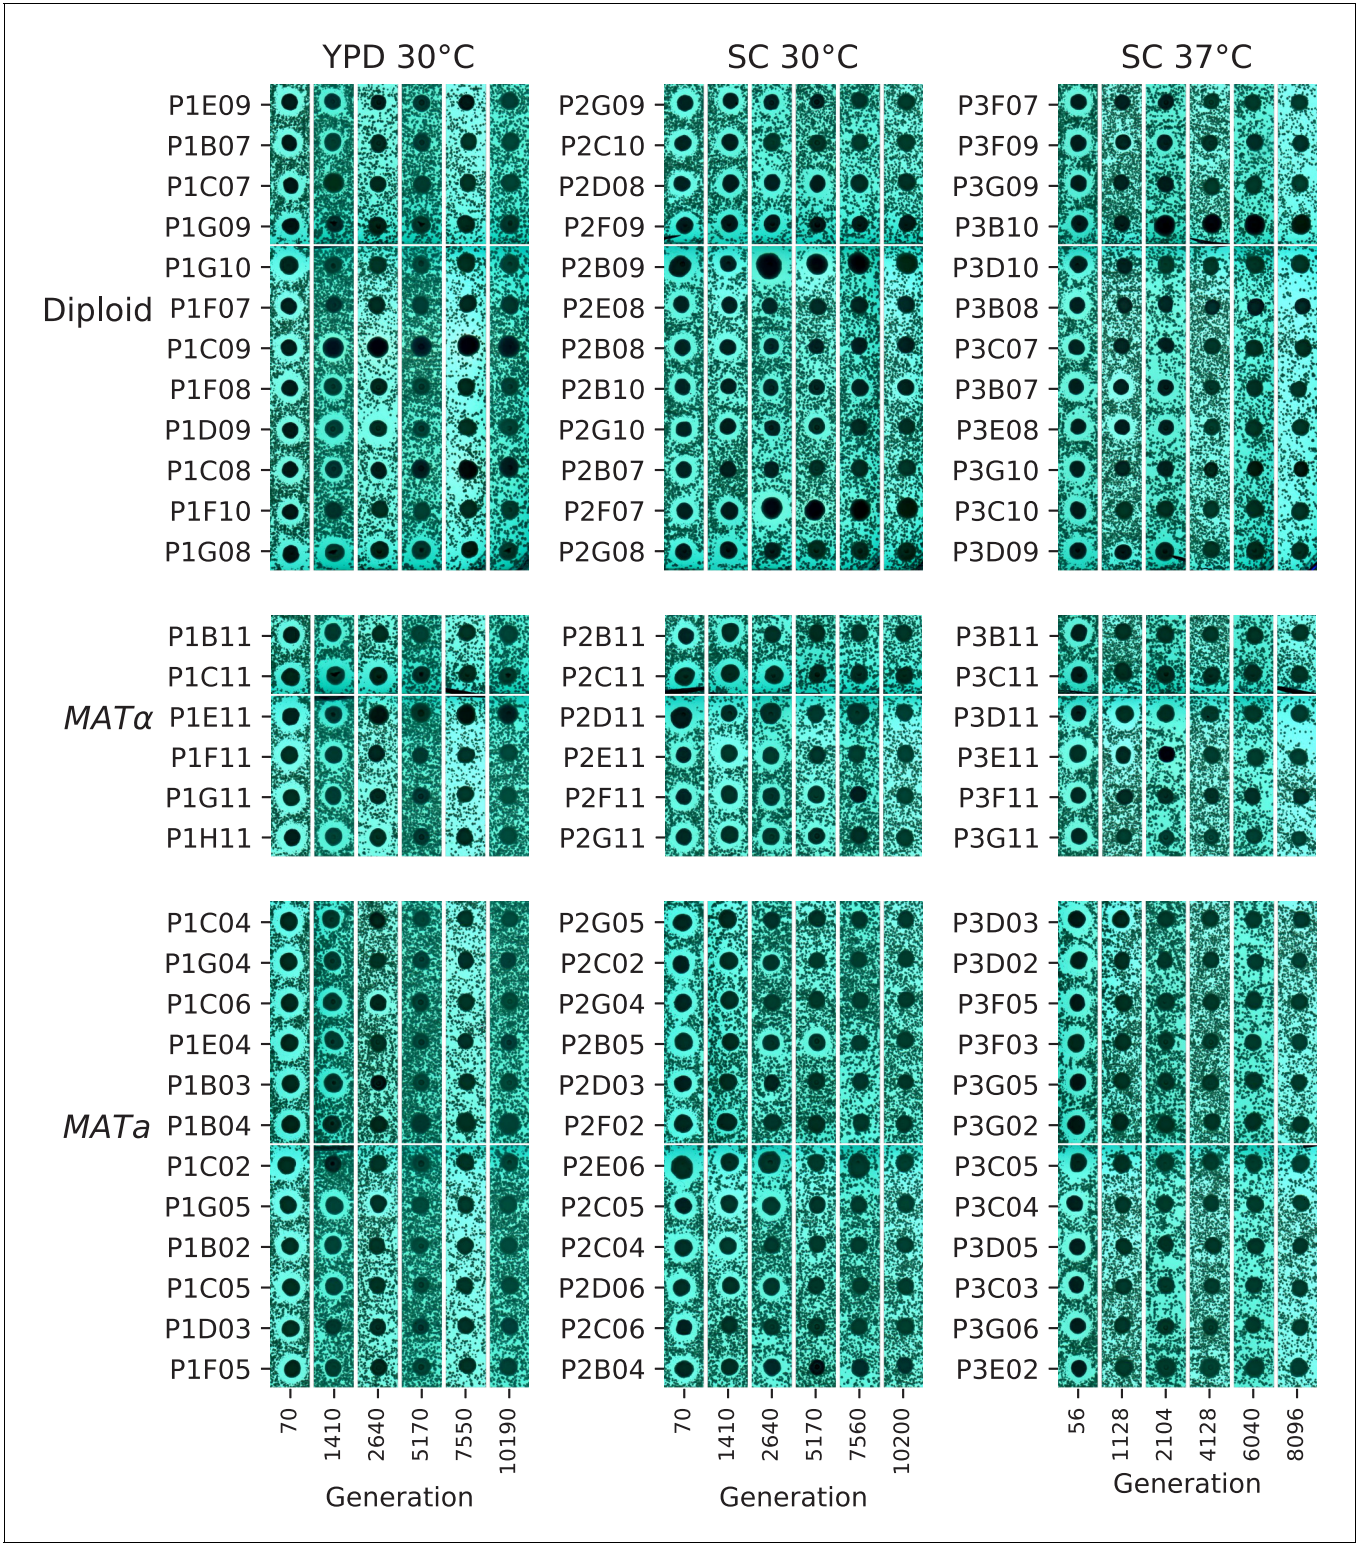 YPD 30°C
SC 30°C
SC 37°C
Diploid
P1E09
P1B07
P1C07
P1G09
P1G10
P1F07
P1C09
P1F08
P1D09
P1C08
P1F10
P1G08
P2G09
P2C10
P2D08
P2F09
P2B09
P2E08
P2B08
P2B10
P2G10
P2B07
P2F07
P2G08
P3F07
P3F09
P3G09
P3B10
P3D10
P3B08
P3C07
P3B07
P3E08
P3G10
P3C10
P3D09
MATα
P1B11
P1C11
P1E11
P1F11
P1G11
P1H11
P2B11
P2C11
P2D11
P2E11
P2F11
P2G11
P3B11
P3C11
P3D11
P3E11
P3F11
P3G11
MATa
P1C04
P1G04
P1C06
P1E04
P1B03
P1B04
P1C02
P1G05
P1B02
P1C05
P1D03
P1F05
P2G05
P2C02
P2G04
P2B05
P2D03
P2F02
P2E06
P2C05
P2C04
P2D06
P2C06
P2B04
P3D03
P3D02
P3F05
P3F03
P3G05
P3G02
P3C05
P3C04
P3D05
P3C03
P3G06
P3E02
70
1410
2640
5170
7550
10190
Generation
70
1410
2640
5170
7560
10200
Generation
56
1128
2104
4128
6040
8096
Generation